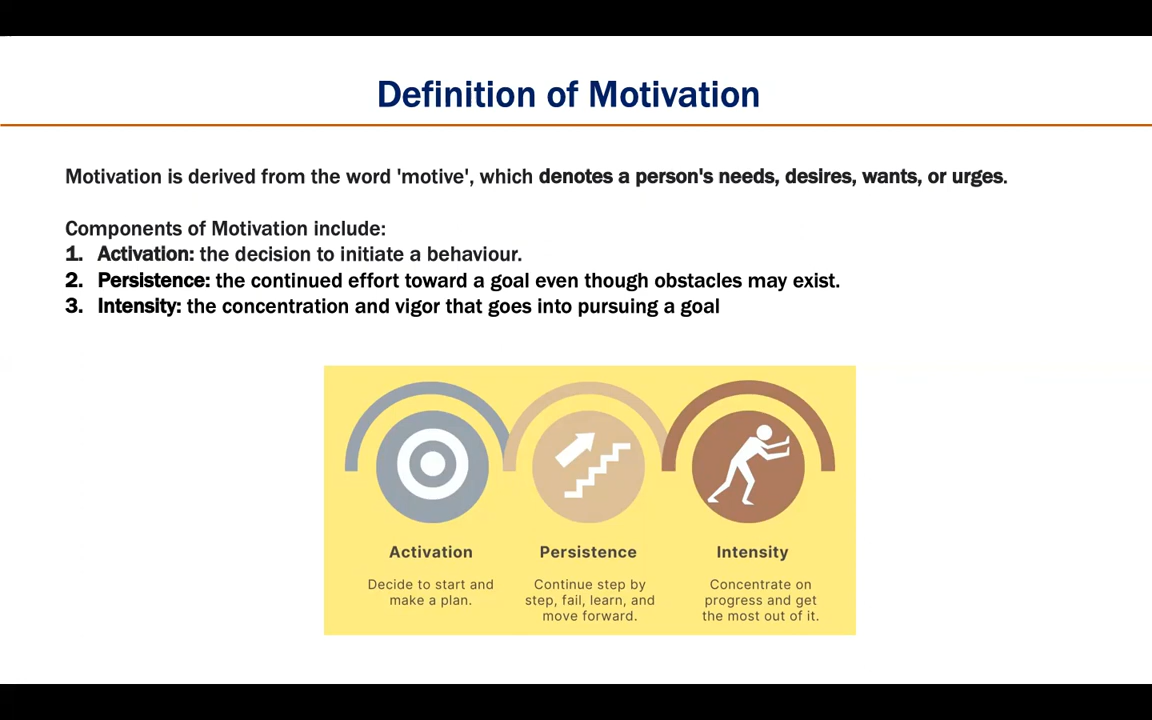 Definition of Motivation
Motivation is derived from the word 'motive', which denotes a person's needs, desires, wants, or urges.
Components of Motivation include:
1. Activation: the decision to initiate a behaviour.
2. Persistence: the continued effort toward a goal even though obstacles may exist.
3. Intensity: the concentration and vigor that goes into pursuing a goal
Activation
Decide to start and
make a plan.
Persistence
Continue step by
step, fail, learn, and
move forward.
Intensity
Concentrate on
progress and get
the most out of it.